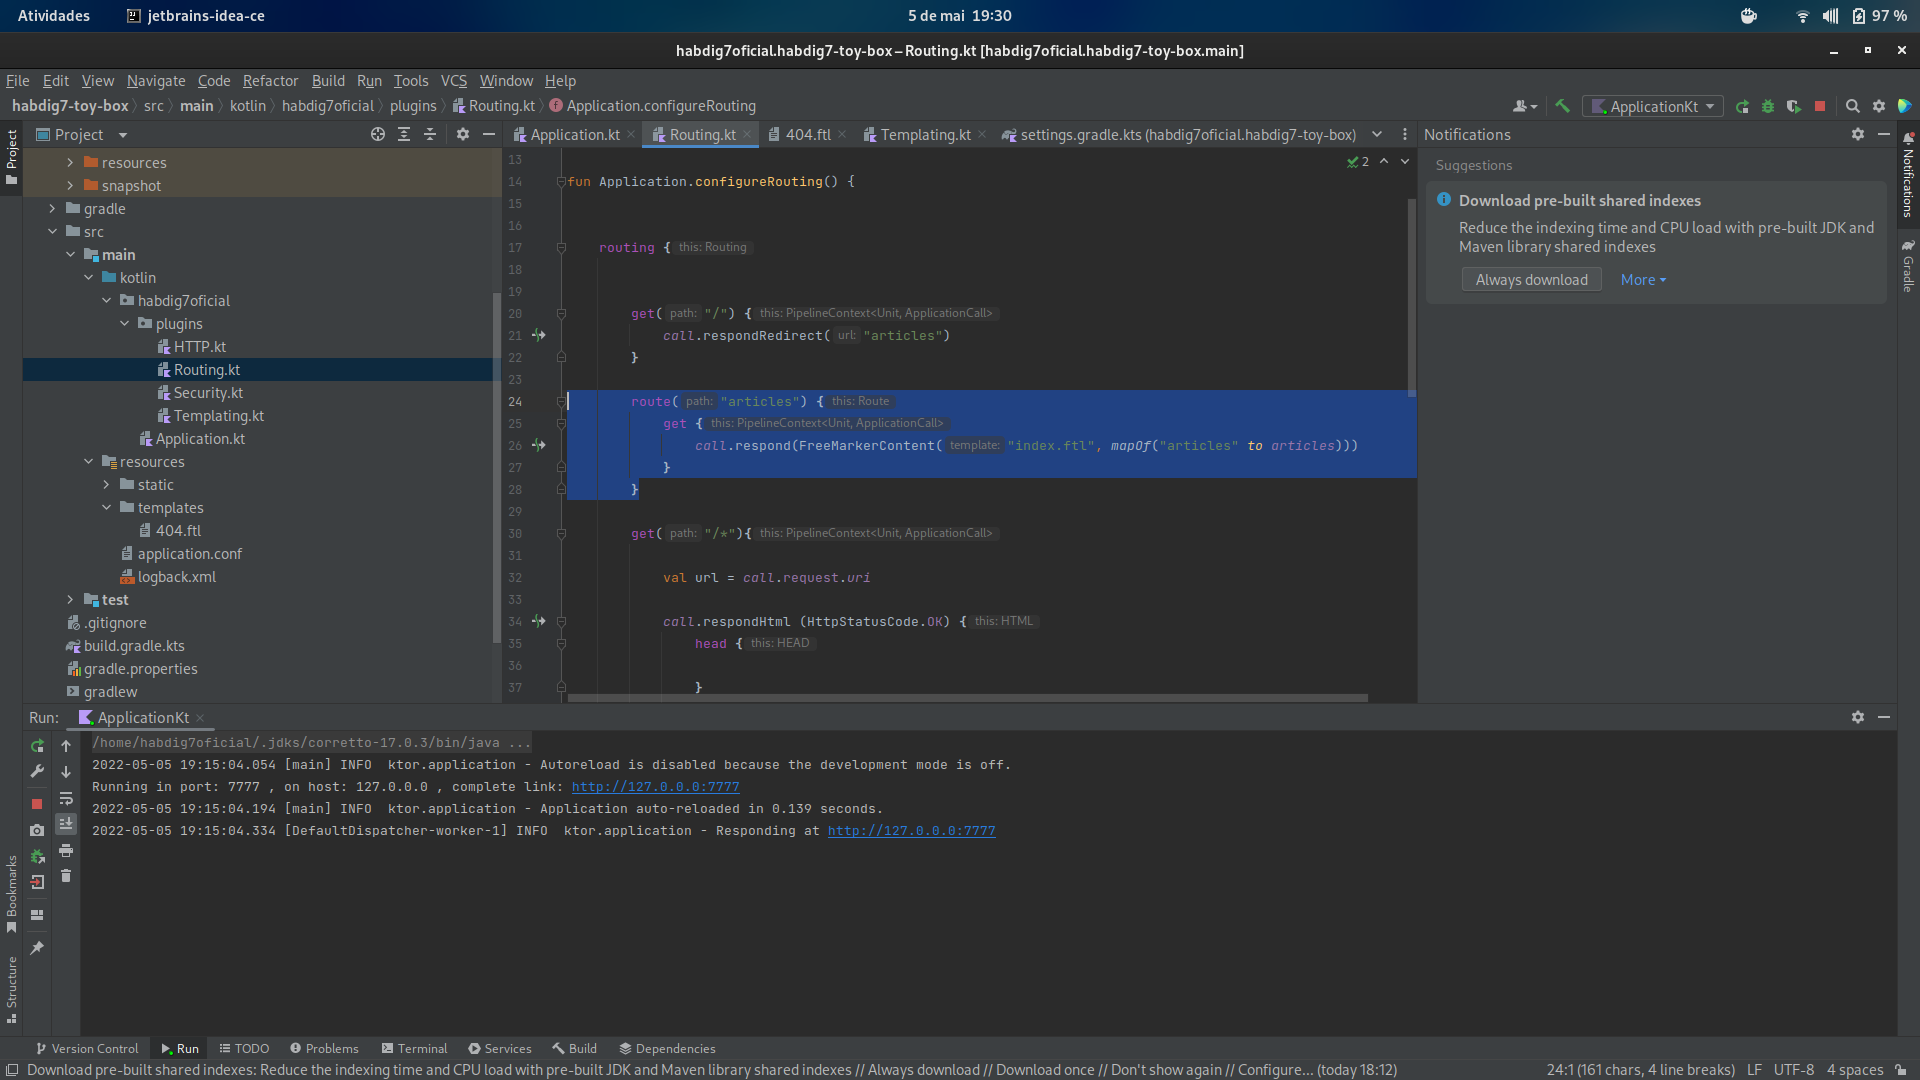 Atividades
jetbrains-idea-ce
5 de mai 19:30
97 %
habdig7oficial.habdig7-toy-box – Routing.kt [habdig7oficial.habdig7-toy-box.main]
File Edit View Navigate Code Refactor Build Run Tools VCS Window Help
habdig7-toy-box src main kotlin habdig7oficial plugins Routing.kt Application.configureRouting
ApplicationKt
Project
Application.kt
Routing.kt
404.ftl
Templating.kt
settings.gradle.kts (habdig7oficial.habdig7-toy-box)
Notifications
Project
resources
snapshot
gradle
src
main
kotlin
habdig7oficial
plugins
HTTP.kt
Routing.kt
Security.kt
Templating.kt
Application.kt
resources
static
templates
404.ftl
application.conf
logback.xml
test
.gitignore
build.gradle.kts
gradle.properties
gradlew
2
13
14 fun Application.configureRouting() {
15
16
17 routing { this: Routing
18
19
20 get( path: "/") { this: PipelineContext<Unit, ApplicationCall>
21 call.respondRedirect( url: "articles")
22 }
23
24 route( path: "articles") { this: Route
25 get { this: PipelineContext<Unit, ApplicationCall>
26 call.respond(FreeMarkerContent( template: "index.ftl", mapOf("articles" to articles)))
27 }
28 }
29
30 get( path: "/*"){ this: PipelineContext<Unit, ApplicationCall>
31
32 val url = call.request.uri
33
34 call.respondHtml (HttpStatusCode.OK) { this: HTML
35 head { this: HEAD
36
37 }
Suggestions
Download pre-built shared indexes
Reduce the indexing time and CPU load with pre-built JDK and
Maven library shared indexes
Always download
More
Notifications
Gradle
Run:
ApplicationKt
/home/habdig7oficial/.jdks/corretto-17.0.3/bin/java ...
2022-05-05 19:15:04.054 [main] INFO  ktor.application - Autoreload is disabled because the development mode is off.
Running in port: 7777 , on host: 127.0.0.0 , complete link: http://127.0.0.0:7777
2022-05-05 19:15:04.194 [main] INFO  ktor.application - Application auto-reloaded in 0.139 seconds.
2022-05-05 19:15:04.334 [DefaultDispatcher-worker-1] INFO  ktor.application - Responding at http://127.0.0.0:7777
Bookmarks
Structure
Version Control
Run
TODO
Problems
Terminal
Services
Build
Dependencies
Download pre-built shared indexes: Reduce the indexing time and CPU load with pre-built JDK and Maven library shared indexes // Always download // Download once // Don't show again // Configure... (today 18:12)
24:1 (161 chars, 4 line breaks)
LF
UTF-8
4 spaces